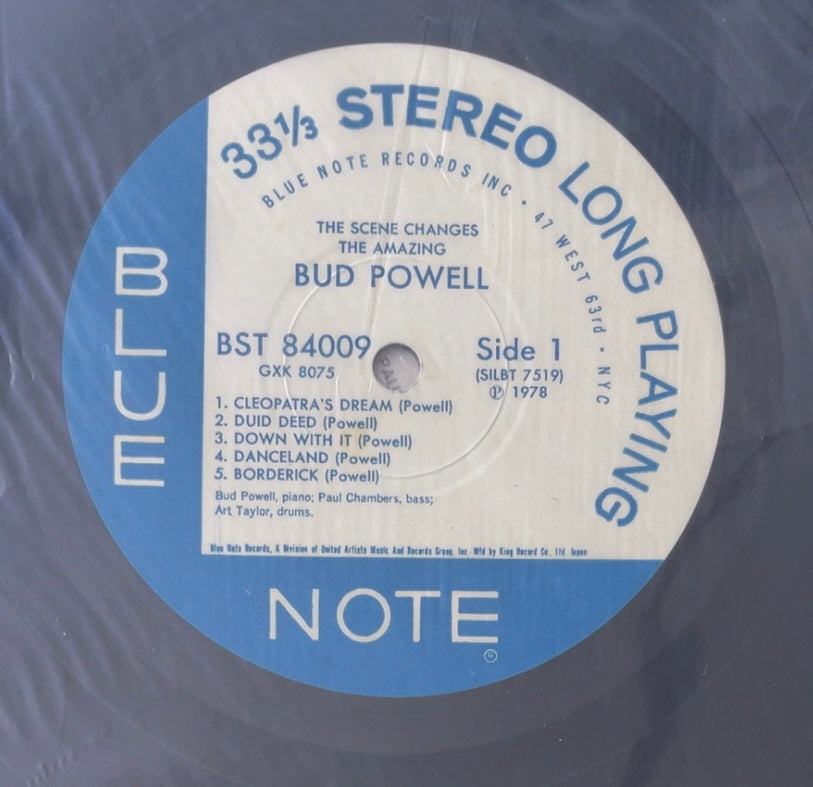 33⅓ STEREO LONG PLAYING
BLUE NOTE RECORDS INC • 47 WEST 63rd • NYC
THE SCENE CHANGES
THE AMAZING
BUD POWELL
BST 84009
GXK 8075
Side 1
(SILBT 7519)
℗ 1978
1. CLEOPATRA'S DREAM (Powell)
2. DUID DEED (Powell)
3. DOWN WITH IT (Powell)
4. DANCELAND (Powell)
5. BORDERICK (Powell)
Bud Powell, piano; Paul Chambers, bass;
Art Taylor, drums.
Blue Note Records, A Division of United Artists Music And Records Group, Inc. · Mfd by King Record Co., Ltd. Japan
BLUE
NOTE
®